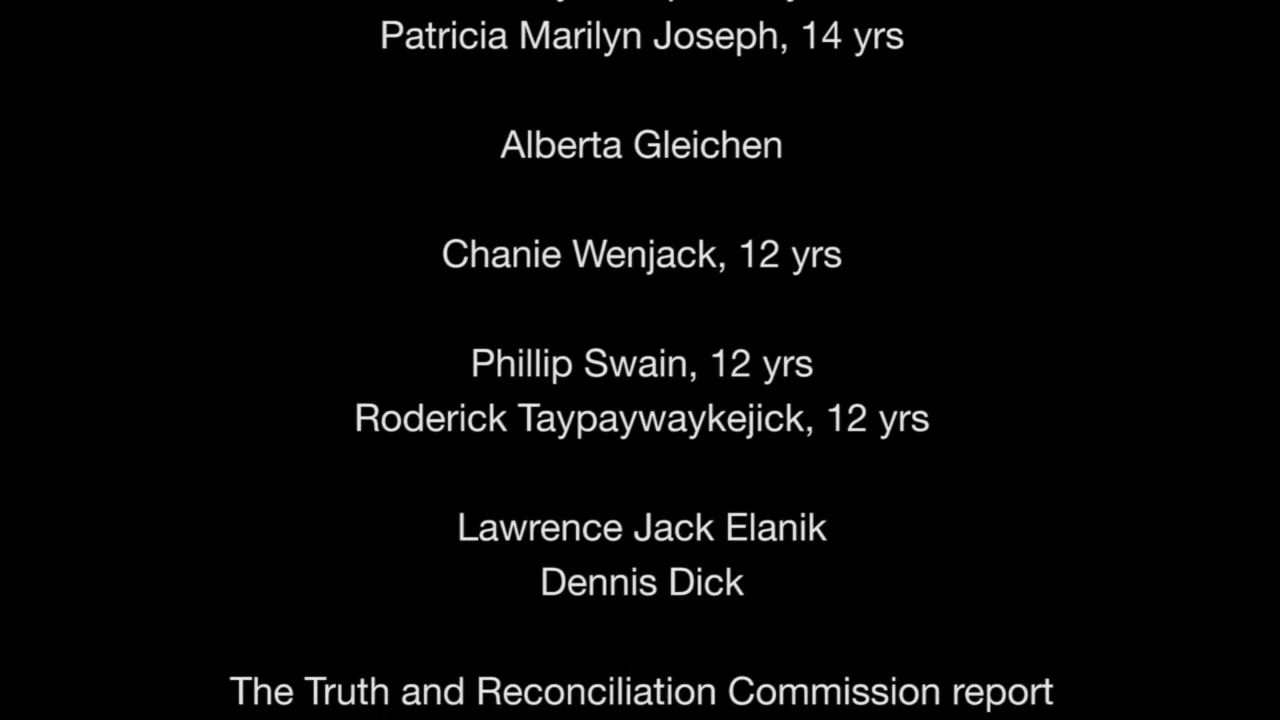 Patricia Marilyn Joseph, 14 yrs
Alberta Gleichen
Chanie Wenjack, 12 yrs
Phillip Swain, 12 yrs
Roderick Taypaywaykejick, 12 yrs
Lawrence Jack Elanik
Dennis Dick
The Truth and Reconciliation Commission report